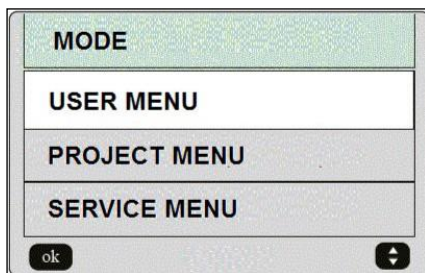 MODE
USER MENU
PROJECT MENU
SERVICE MENU
ok